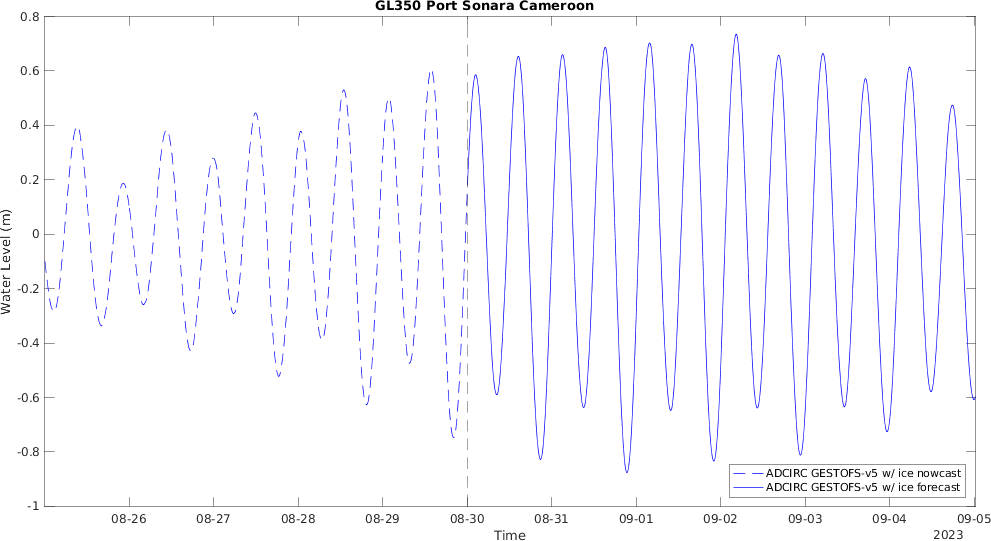 GL350 Port Sonara Cameroon
0.8
0.6
0.4
0.2
0
-0.2
-0.4
-0.6
-0.8
-1
Water Level (m)
ADCIRC GESTOFS-v5 w/ ice nowcast
ADCIRC GESTOFS-v5 w/ ice forecast
08-26 08-27 08-28 08-29 08-30 08-31 09-01 09-02 09-03 09-04 09-05
Time
2023